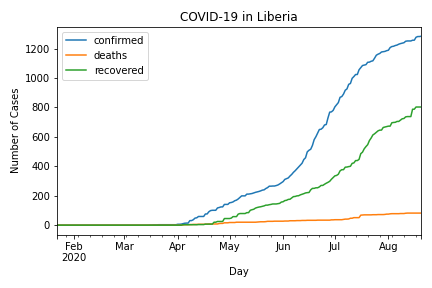 COVID-19 in Liberia
confirmed
deaths
recovered
Number of Cases
1200
1000
800
600
400
200
0
Feb Mar Apr May Jun Jul Aug
2020
Day